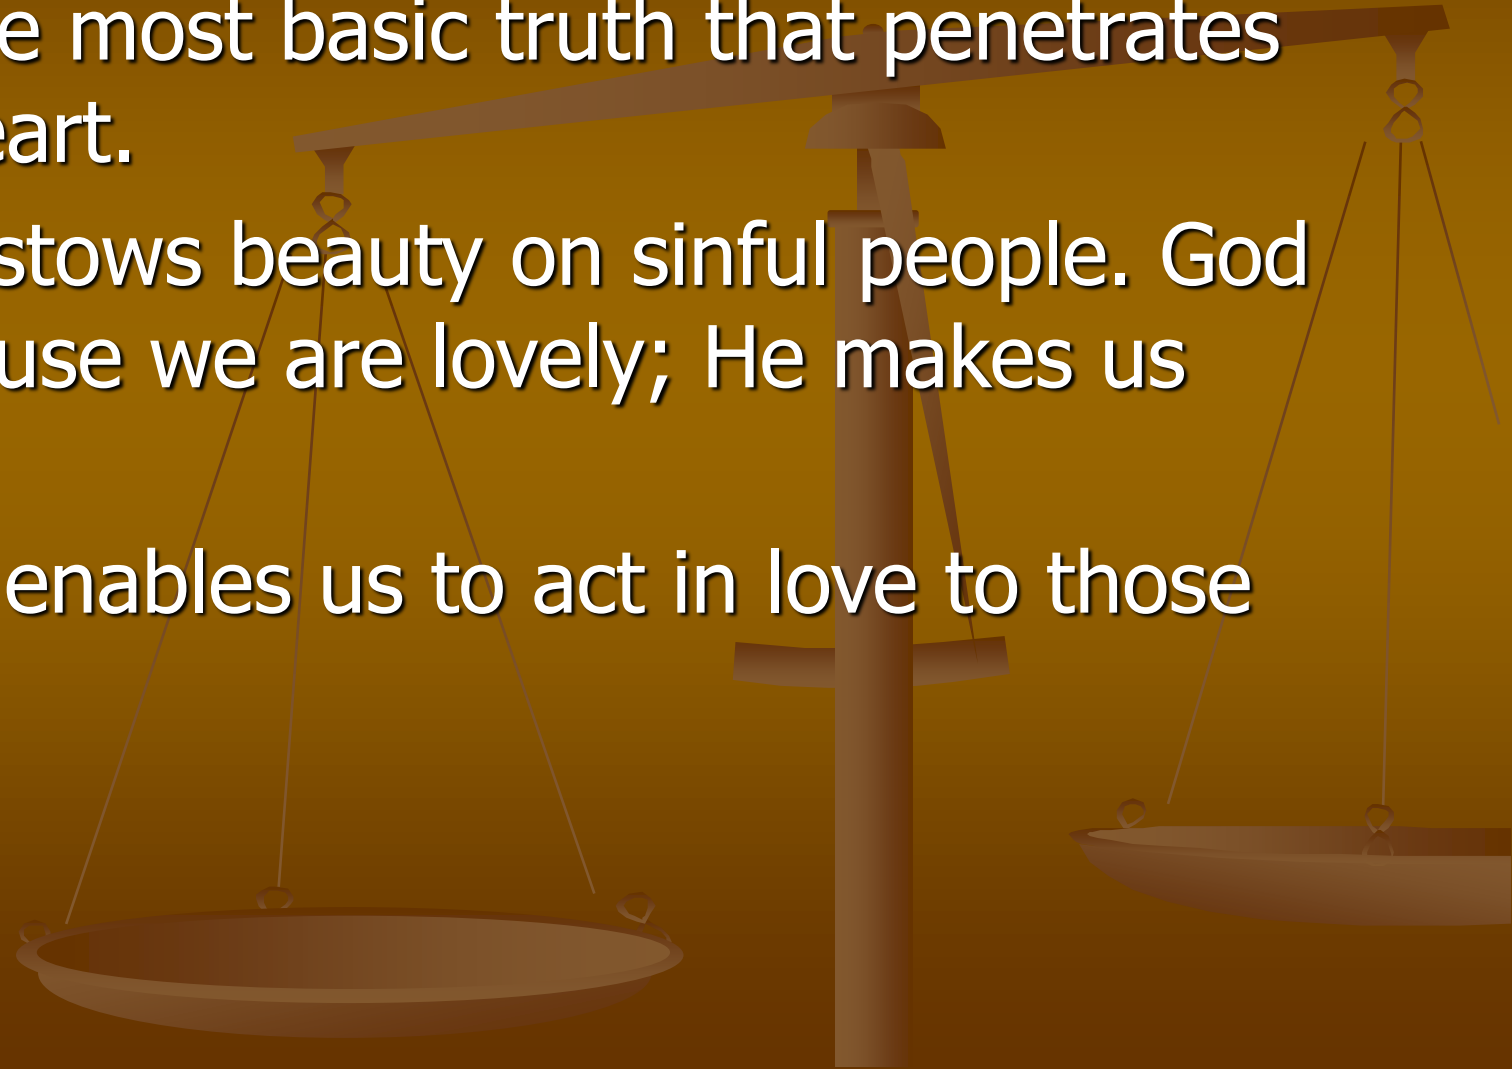 e most basic truth that penetrates
eart.
stows beauty on sinful people. God
use we are lovely; He makes us
enables us to act in love to those